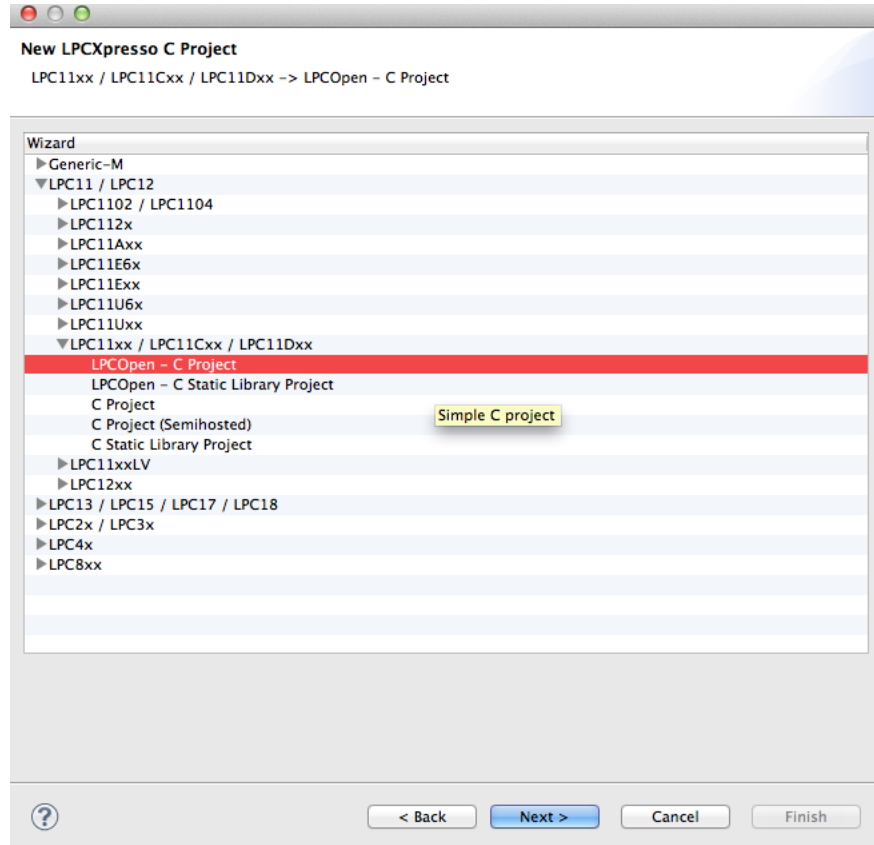 New LPCXpresso C Project
LPC11xx / LPC11Cxx / LPC11Dxx -> LPCOpen - C Project
Wizard
Generic-M
LPC11 / LPC12
LPC1102 / LPC1104
LPC112x
LPC11Axx
LPC11E6x
LPC11Exx
LPC11U6x
LPC11Uxx
LPC11xx / LPC11Cxx / LPC11Dxx
LPCOpen - C Project
LPCOpen - C Static Library Project
C Project
Simple C project
C Project (Semihosted)
C Static Library Project
LPC11xxLV
LPC12xx
LPC13 / LPC15 / LPC17 / LPC18
LPC2x / LPC3x
LPC4x
LPC8xx
? < Back Next > Cancel Finish